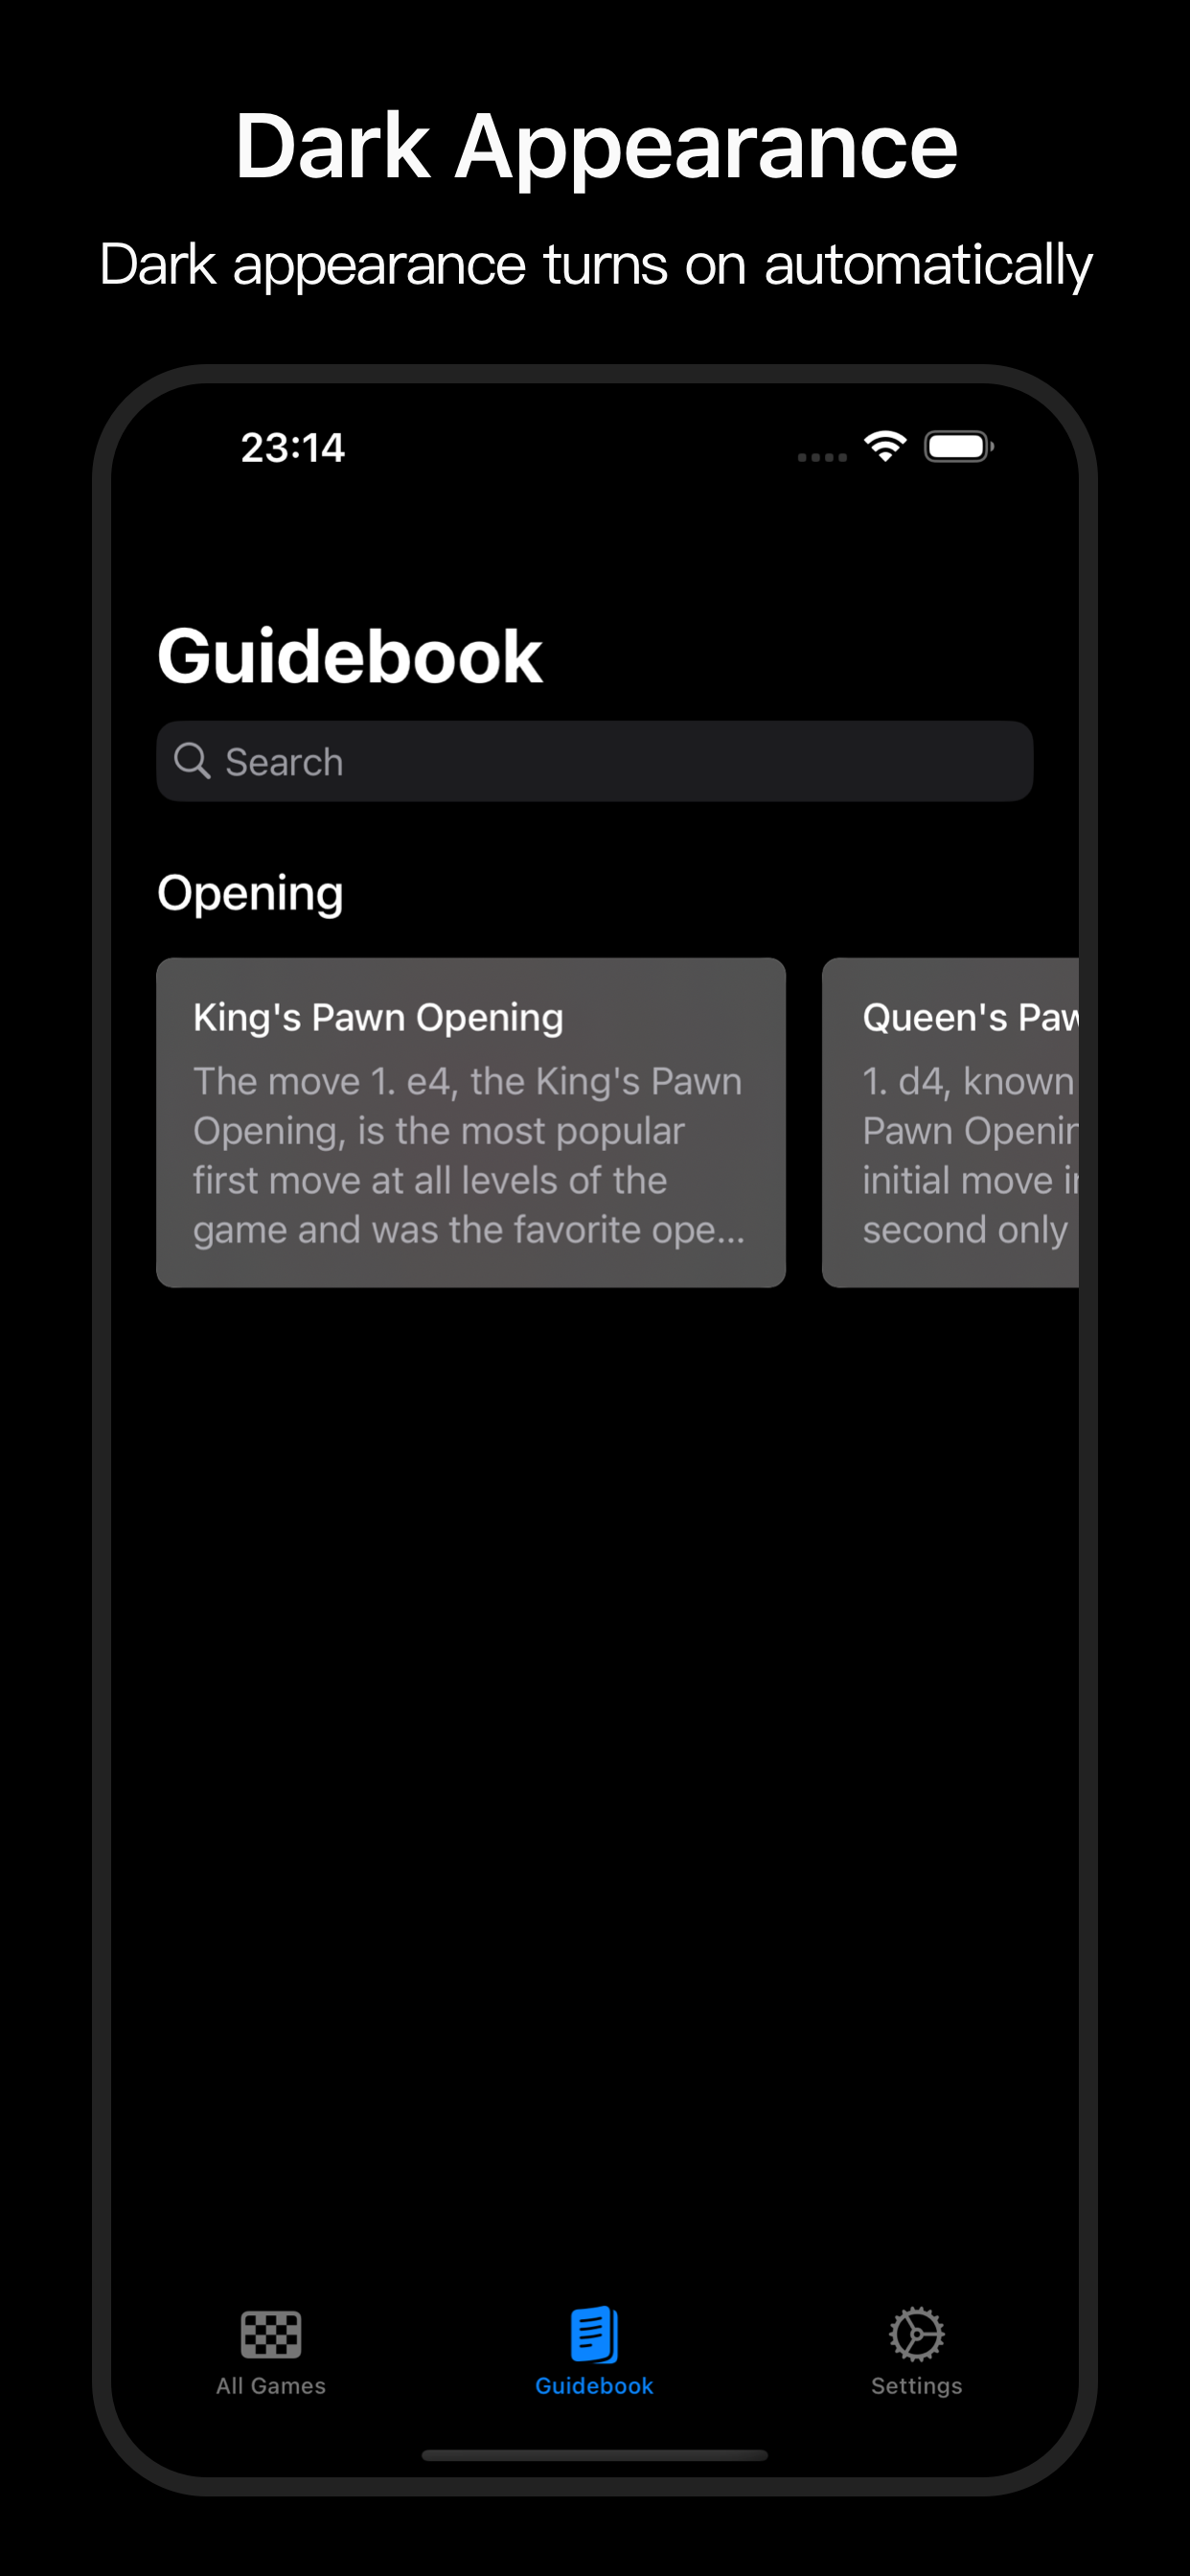 Dark Appearance
Dark appearance turns on automatically
23:14
Guidebook
Search
Opening
King's Pawn Opening
The move 1. e4, the King's Pawn
Opening, is the most popular
first move at all levels of the
game and was the favorite ope...
Queen's Paw
1. d4, known
Pawn Openin
initial move in
second only
All Games
Guidebook
Settings